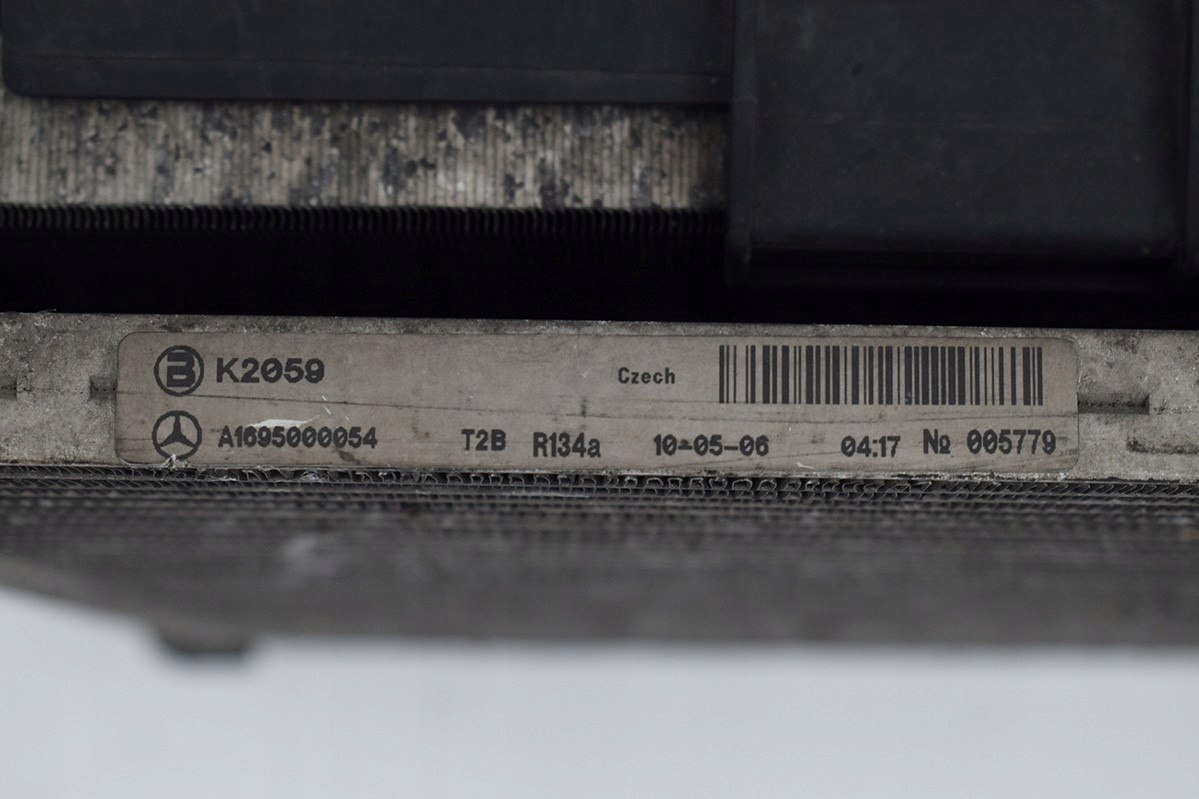 B K2059 Czech
A1695000054 T2B R134a 10-05-06 04:17 № 005779